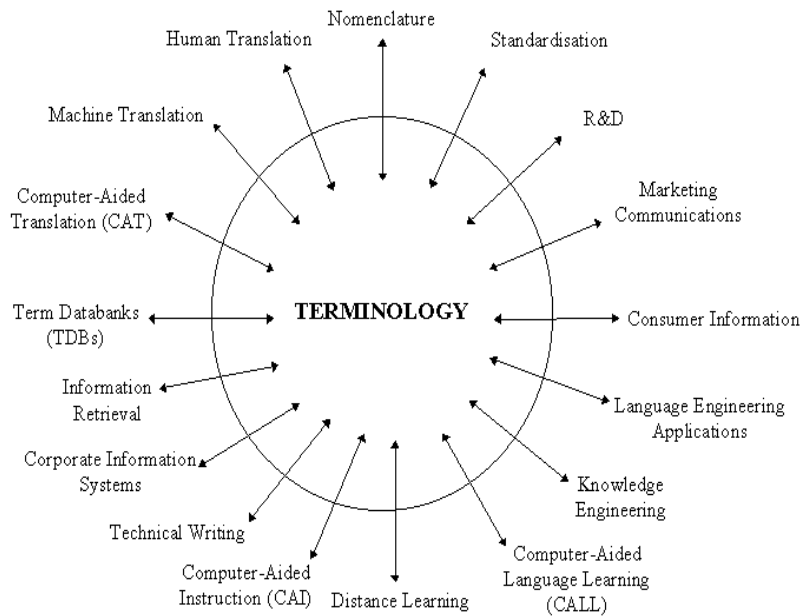 Nomenclature
Human Translation
Standardisation
Machine Translation
R&D
Computer-Aided
Translation (CAT)
Marketing
Communications
Term Databanks
(TDBs)
TERMINOLOGY
Consumer Information
Information
Retrieval
Language Engineering
Applications
Corporate Information
Systems
Knowledge
Engineering
Technical Writing
Computer-Aided
Instruction (CAI)
Distance Learning
Computer-Aided
Language Learning
(CALL)